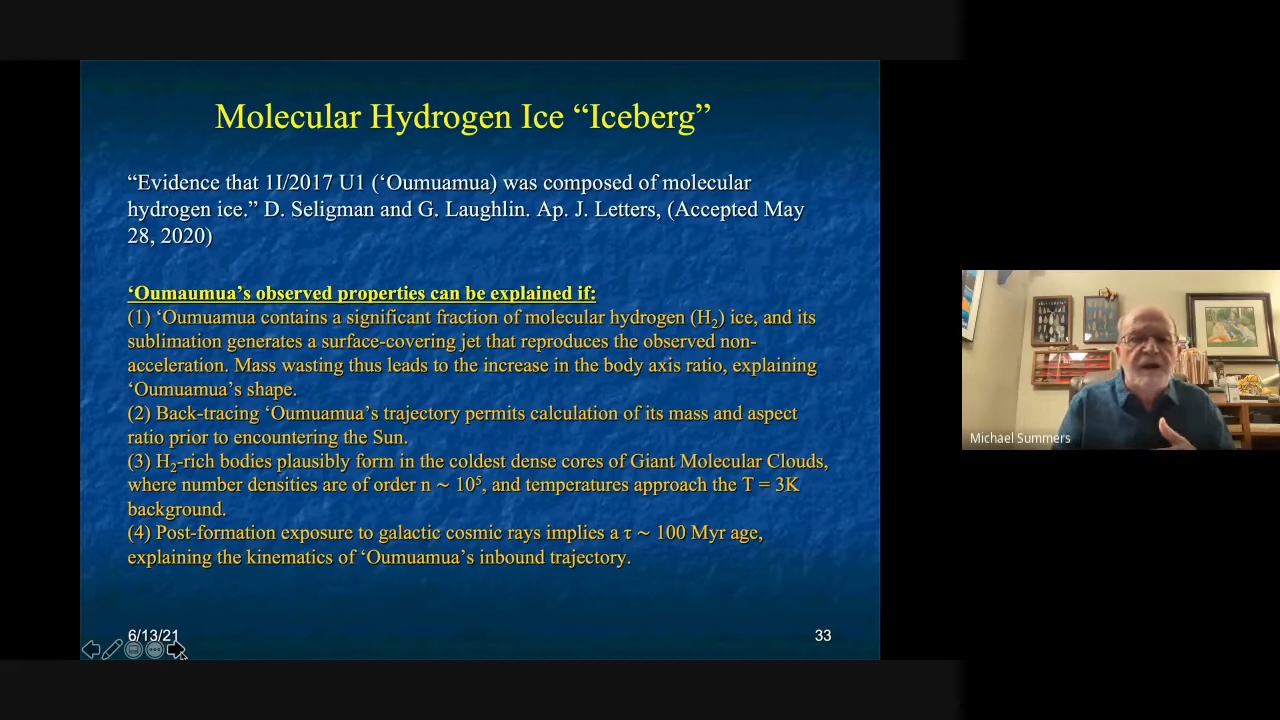 Molecular Hydrogen Ice “Iceberg”
“Evidence that 1I/2017 U1 (‘Oumuamua) was composed of molecular
hydrogen ice.” D. Seligman and G. Laughlin. Ap. J. Letters, (Accepted May
28, 2020)
‘Oumaumua’s observed properties can be explained if:
(1) ‘Oumuamua contains a significant fraction of molecular hydrogen (H₂) ice, and its
sublimation generates a surface-covering jet that reproduces the observed non-
acceleration. Mass wasting thus leads to the increase in the body axis ratio, explaining
‘Oumuamua’s shape.
(2) Back-tracing ‘Oumuamua’s trajectory permits calculation of its mass and aspect
ratio prior to encountering the Sun.
(3) H₂-rich bodies plausibly form in the coldest dense cores of Giant Molecular Clouds,
where number densities are of order n ~ 10⁵, and temperatures approach the T = 3K
background.
(4) Post-formation exposure to galactic cosmic rays implies a τ ~ 100 Myr age,
explaining the kinematics of ‘Oumuamua’s inbound trajectory.
6/13/21
33
Michael Summers